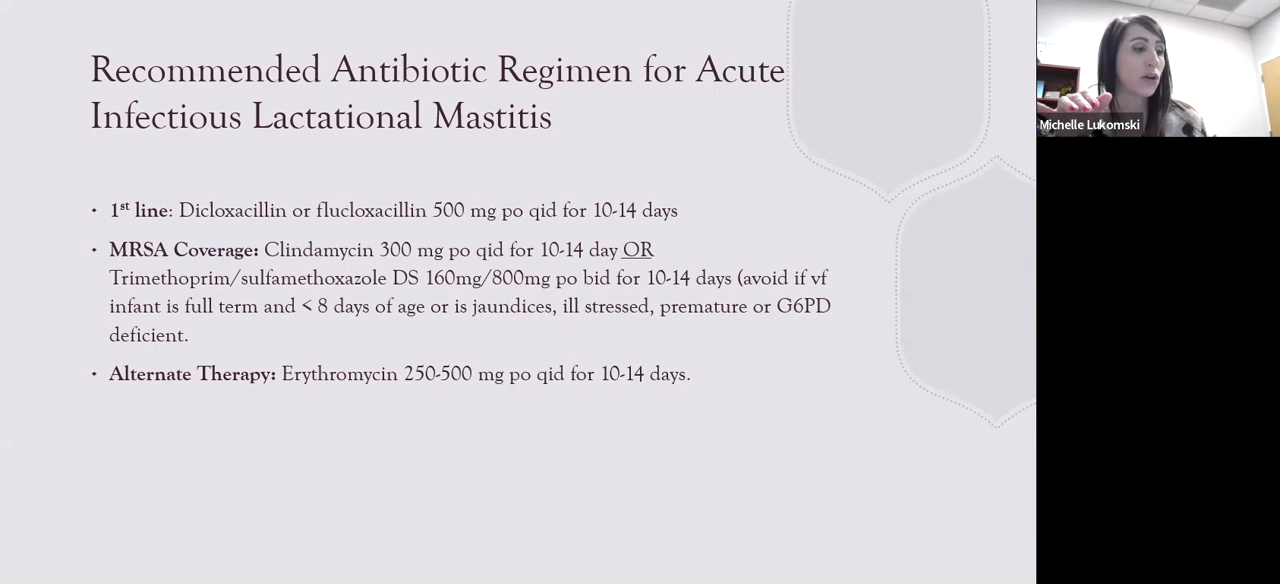 Recommended Antibiotic Regimen for Acute
Infectious Lactational Mastitis
• 1st line: Dicloxacillin or flucloxacillin 500 mg po qid for 10-14 days
• MRSA Coverage: Clindamycin 300 mg po qid for 10-14 day OR
Trimethoprim/sulfamethoxazole DS 160mg/800mg po bid for 10-14 days (avoid if vf
infant is full term and < 8 days of age or is jaundices, ill stressed, premature or G6PD
deficient.
• Alternate Therapy: Erythromycin 250-500 mg po qid for 10-14 days.
Michelle Lukomski